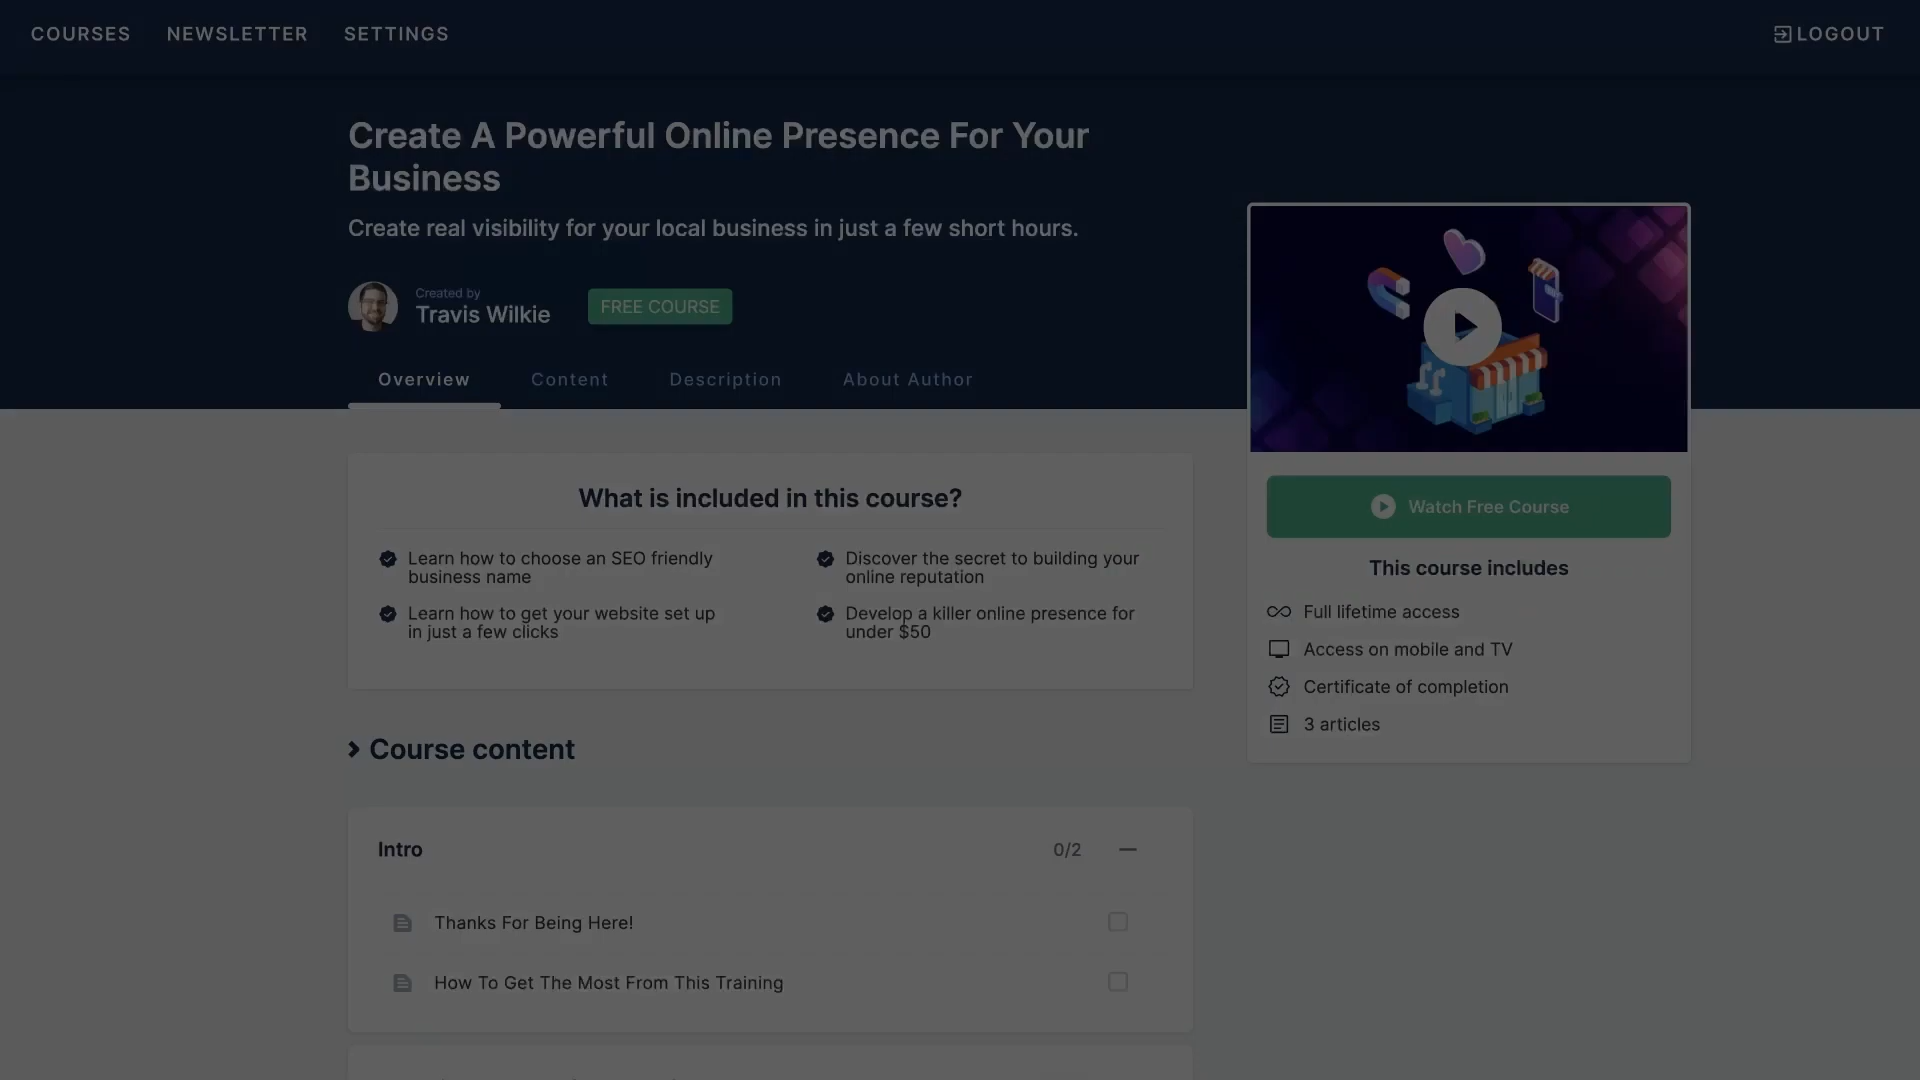 COURSES NEWSLETTER SETTINGS LOGOUT
Create A Powerful Online Presence For Your
Business
Create real visibility for your local business in just a few short hours.
Created by
Travis Wilkie
FREE COURSE
Overview Content Description About Author
What is included in this course?
Learn how to choose an SEO friendly
business name
Discover the secret to building your
online reputation
Learn how to get your website set up
in just a few clicks
Develop a killer online presence for
under $50
Watch Free Course
This course includes
Full lifetime access
Access on mobile and TV
Certificate of completion
3 articles
Course content
Intro 0/2
Thanks For Being Here!
How To Get The Most From This Training